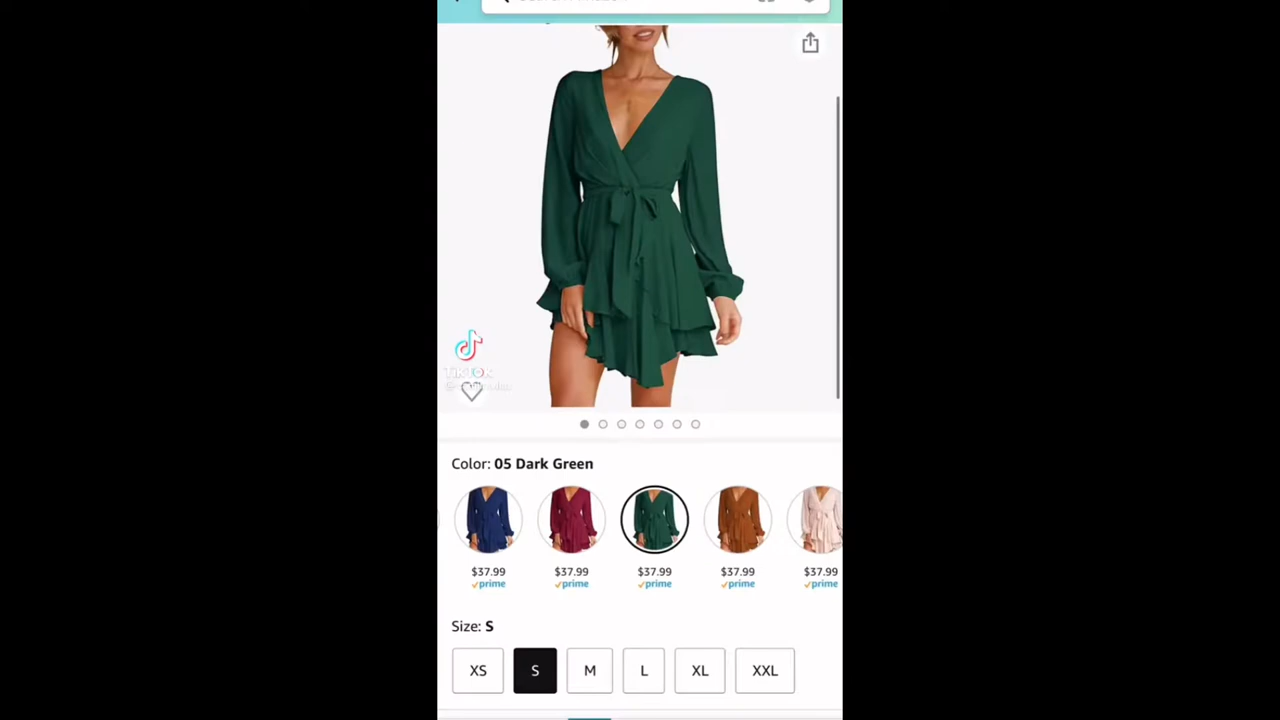 TikTok
Color: 05 Dark Green
$37.99 $37.99 $37.99 $37.99 $37.99
prime prime prime prime prime
Size: S
XS S M L XL XXL